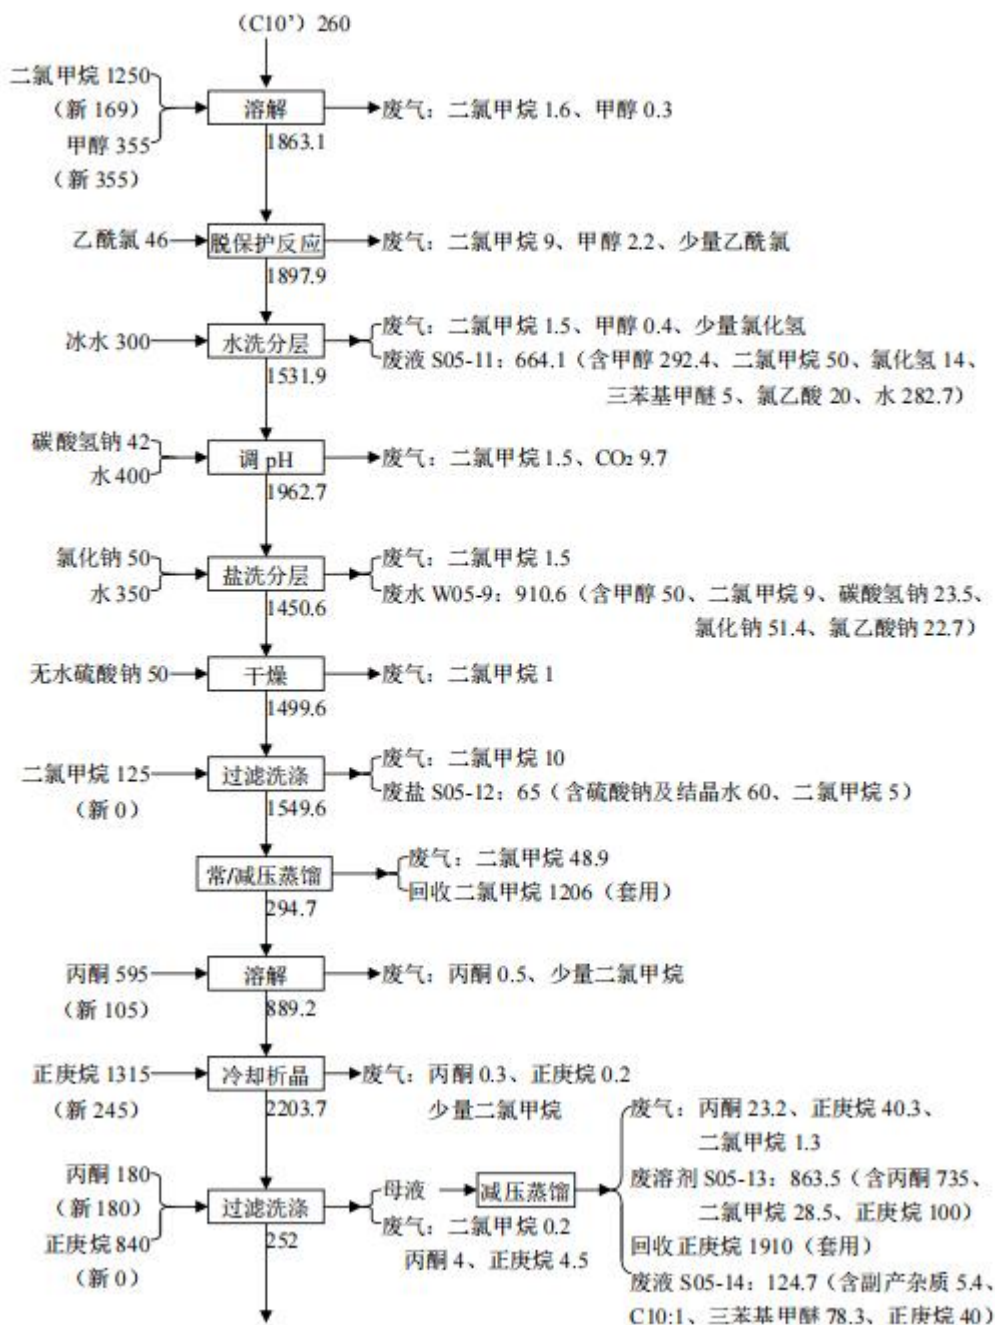 (C10’) 260
二氯甲烷 1250
（新 169）
甲醇 355
（新 355）
溶解
废气：二氯甲烷 1.6、甲醇 0.3
1863.1
乙酰氯 46
脱保护反应
废气：二氯甲烷 9、甲醇 2.2、少量乙酰氯
1897.9
冰水 300
水洗分层
废气：二氯甲烷 1.5、甲醇 0.4、少量氯化氢
废液 S05-11：664.1（含甲醇 292.4、二氯甲烷 50、氯化氢 14、
三苯基甲醚 5、氯乙酸 20、水 282.7）
1531.9
碳酸氢钠 42
水 400
调 pH
废气：二氯甲烷 1.5、CO₂ 9.7
1962.7
氯化钠 50
水 350
盐洗分层
废气：二氯甲烷 1.5
废水 W05-9：910.6（含甲醇 50、二氯甲烷 9、碳酸氢钠 23.5、
氯化钠 51.4、氯乙酸钠 22.7）
1450.6
无水硫酸钠 50
干燥
废气：二氯甲烷 1
1499.6
二氯甲烷 125
（新 0）
过滤洗涤
废气：二氯甲烷 10
废盐 S05-12：65（含硫酸钠及结晶水 60、二氯甲烷 5）
1549.6
常/减压蒸馏
废气：二氯甲烷 48.9
回收二氯甲烷 1206（套用）
294.7
丙酮 595
（新 105）
溶解
废气：丙酮 0.5、少量二氯甲烷
889.2
正庚烷 1315
（新 245）
冷却析晶
废气：丙酮 0.3、正庚烷 0.2
少量二氯甲烷
2203.7
丙酮 180
（新 180）
正庚烷 840
（新 0）
过滤洗涤
252
母液
废气：二氯甲烷 0.2
丙酮 4、正庚烷 4.5
减压蒸馏
废气：丙酮 23.2、正庚烷 40.3、
二氯甲烷 1.3
废溶剂 S05-13：863.5（含丙酮 735、
二氯甲烷 28.5、正庚烷 100）
回收正庚烷 1910（套用）
废液 S05-14：124.7（含副产杂质 5.4、
C10:1、三苯基甲醚 78.3、正庚烷 40）